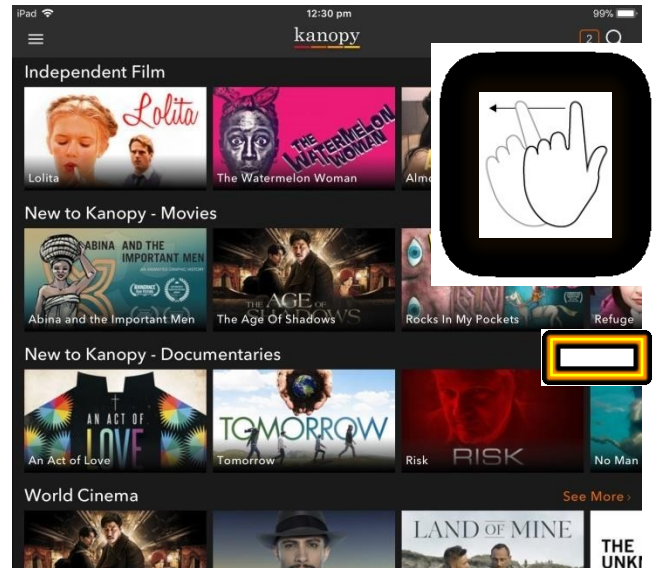 iPad 12:30 pm 99%
kanopy 2
Independent Film
Lolita
THE WATERMELON WOMAN
Lolita The Watermelon Woman Almo
New to Kanopy - Movies
ABINA AND THE
IMPORTANT MEN
THE AGE OF
SHADOWS
Abina and the Important Men The Age Of Shadows Rocks In My Pockets Refuge
New to Kanopy - Documentaries
AN ACT OF
LOVE
TOMORROW
RISK
An Act of Love Tomorrow Risk No Man
World Cinema See More
LAND OF MINE
THE